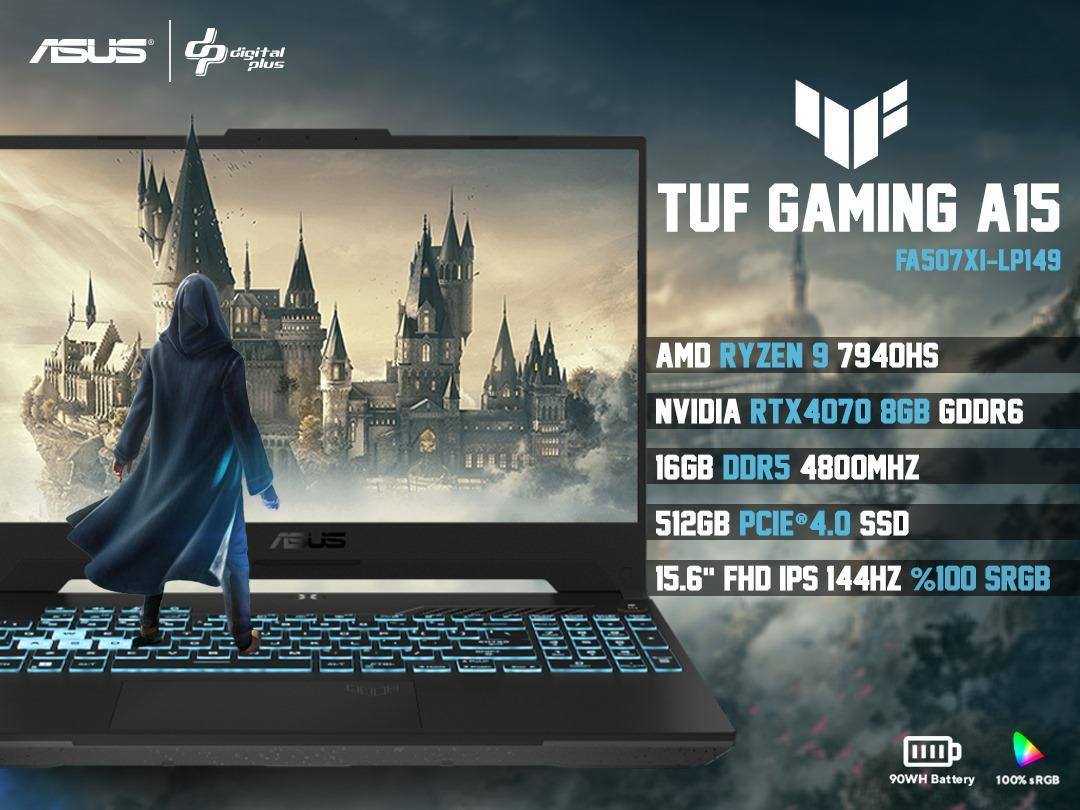 ASUS®
dp digital plus
TUF GAMING A15
FA507XI-LP149
AMD RYZEN 9 7940HS
NVIDIA RTX4070 8GB GDDR6
16GB DDR5 4800MHZ
512GB PCIE®4.0 SSD
15.6" FHD IPS 144HZ %100 SRGB
ASUS
90WH Battery
100% sRGB